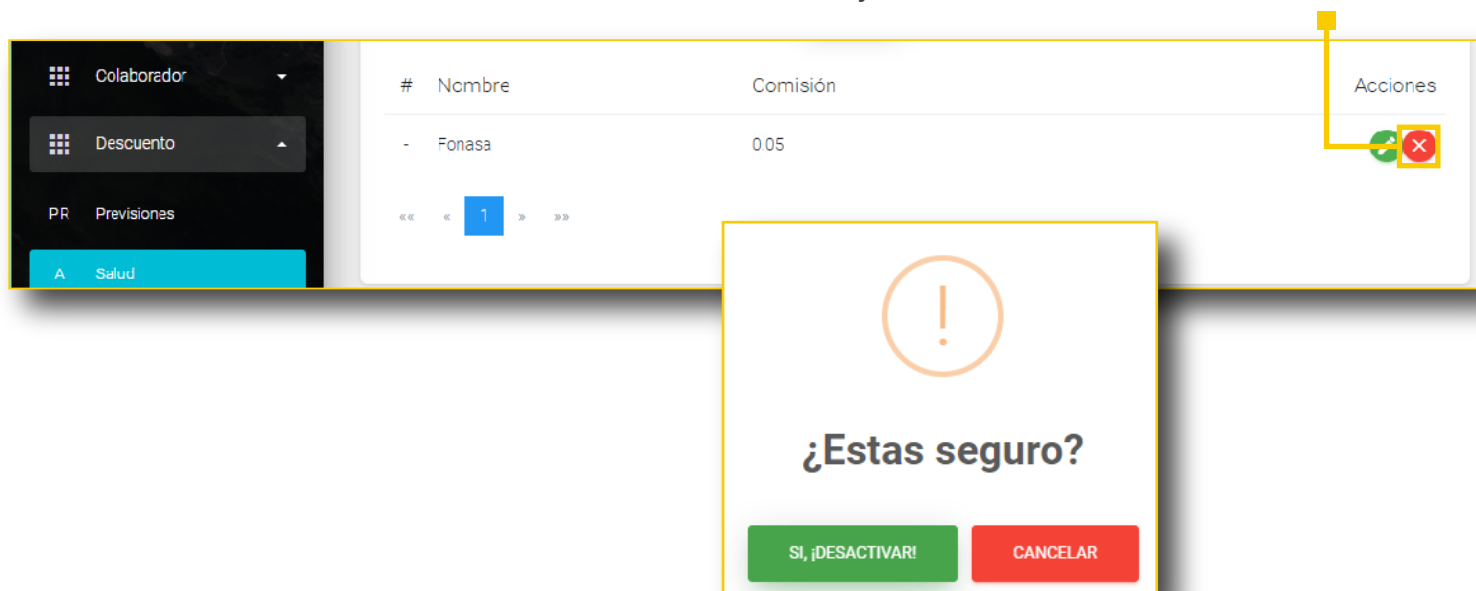 Colaborador
Descuento
PR Previsiones
A Salud
# Nombre Comisión Acciones
- Fonasa 0.05
«« « 1 » »»
¿Estas seguro?
SI, ¡DESACTIVAR!
CANCELAR